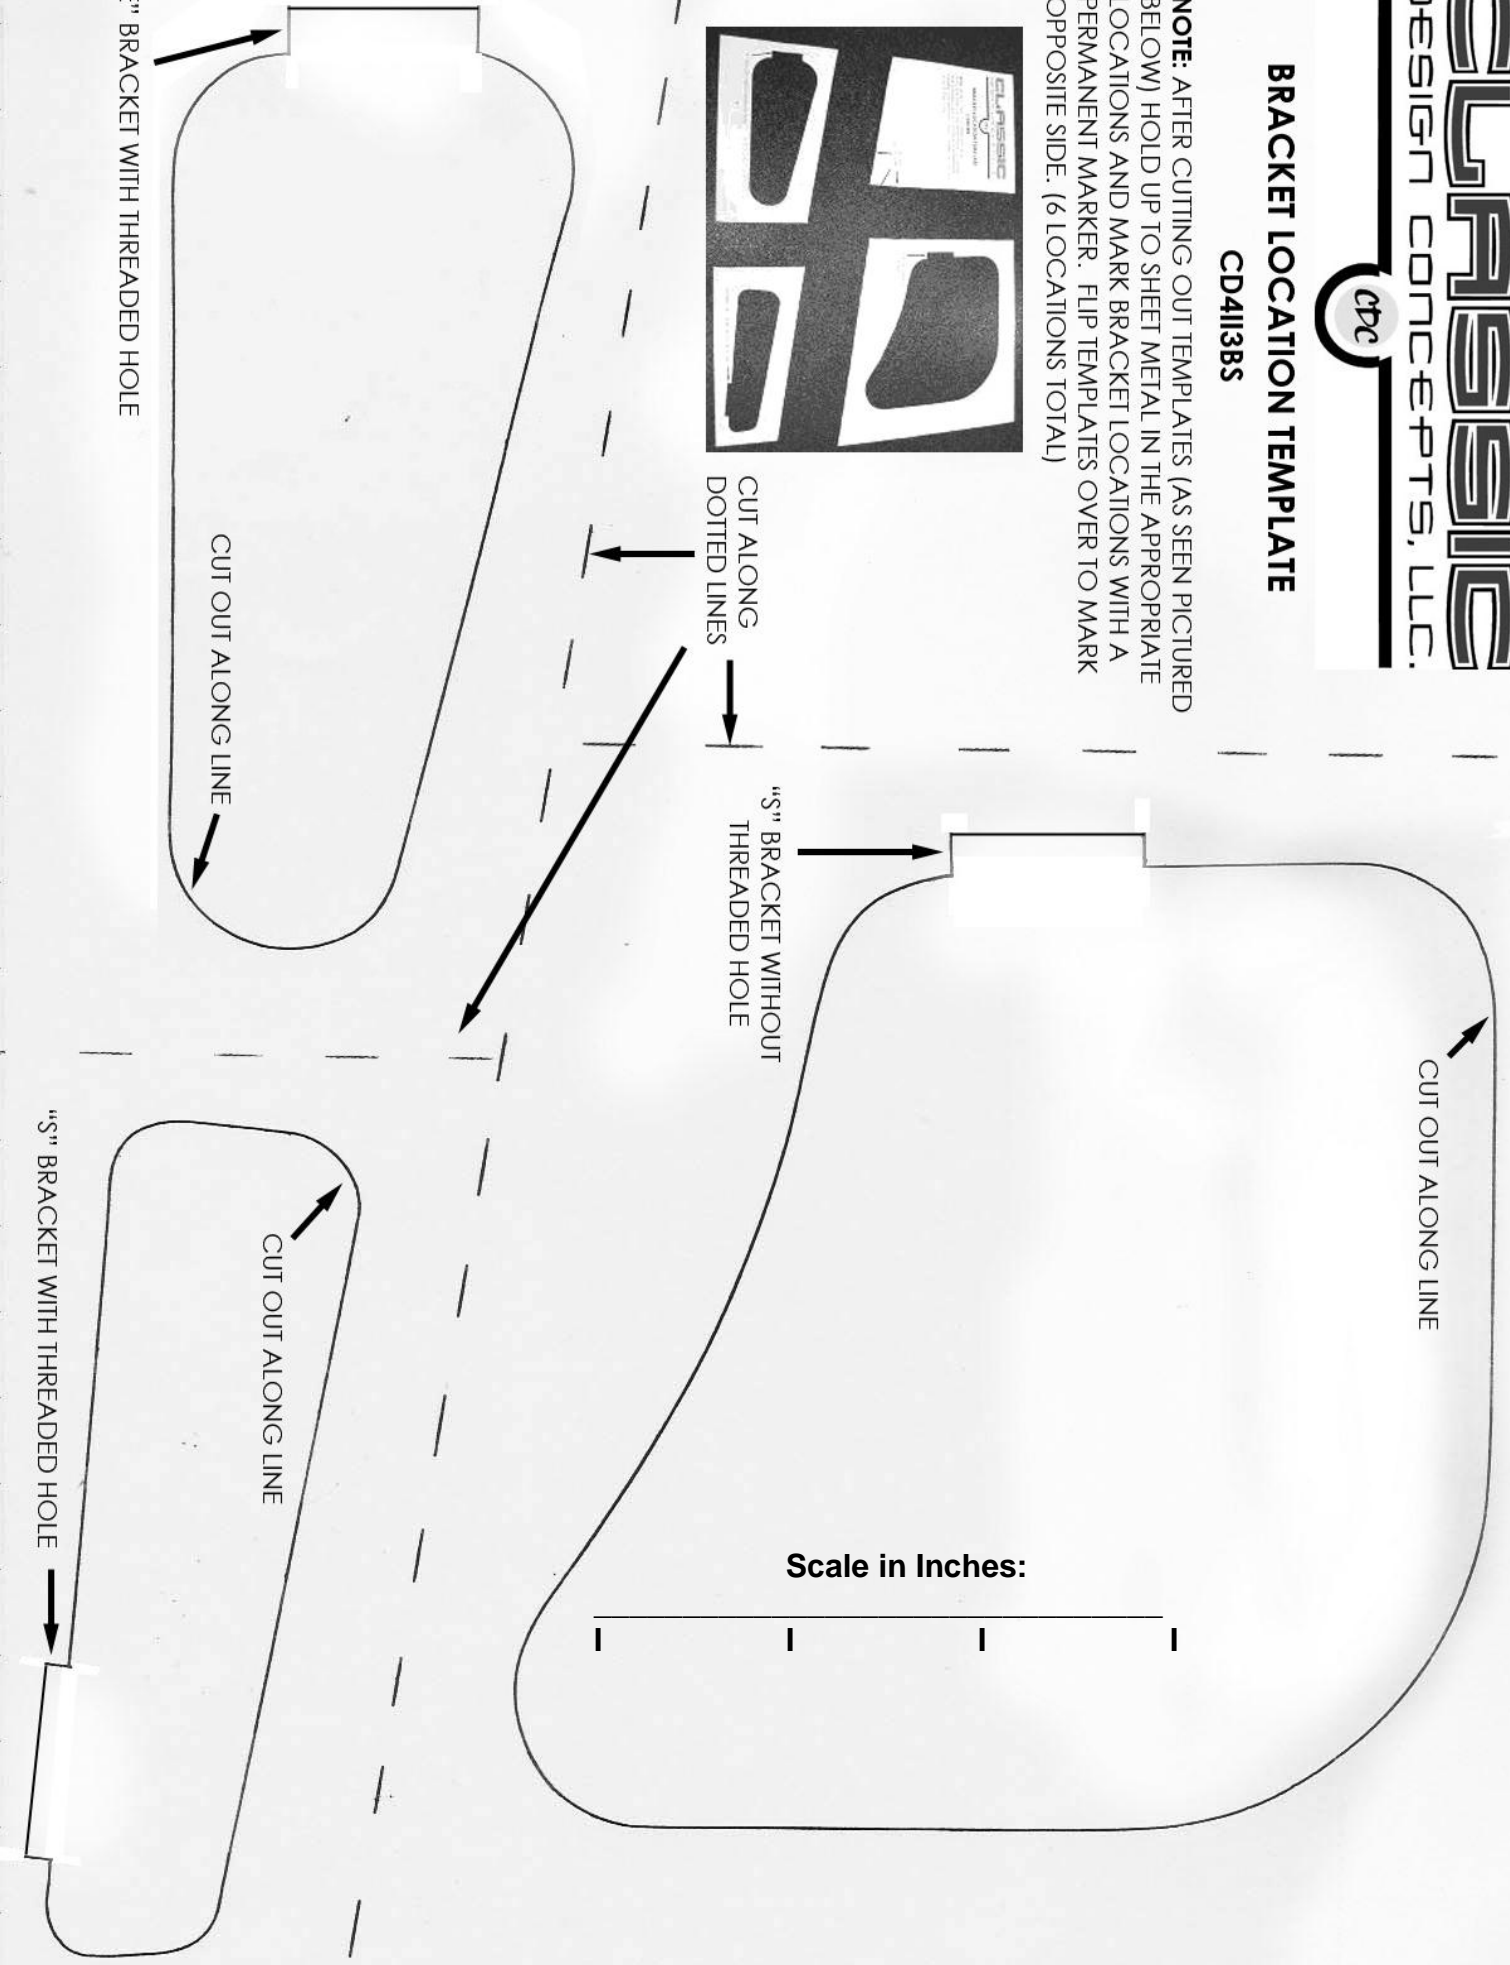 CLASSIC
DESIGN CONCEPTS, LLC.
CDC
BRACKET LOCATION TEMPLATE
CD4113BS
NOTE: AFTER CUTTING OUT TEMPLATES (AS SEEN PICTURED
BELOW) HOLD UP TO SHEET METAL IN THE APPROPRIATE
LOCATIONS AND MARK BRACKET LOCATIONS WITH A
PERMANENT MARKER. FLIP TEMPLATES OVER TO MARK
OPPOSITE SIDE. (6 LOCATIONS TOTAL)
CLASSIC
CUT ALONG
DOTTED LINES
CUT OUT ALONG LINE
"S" BRACKET WITHOUT
THREADED HOLE
CUT OUT ALONG LINE
" BRACKET WITH THREADED HOLE
CUT OUT ALONG LINE
"S" BRACKET WITH THREADED HOLE
Scale in Inches: